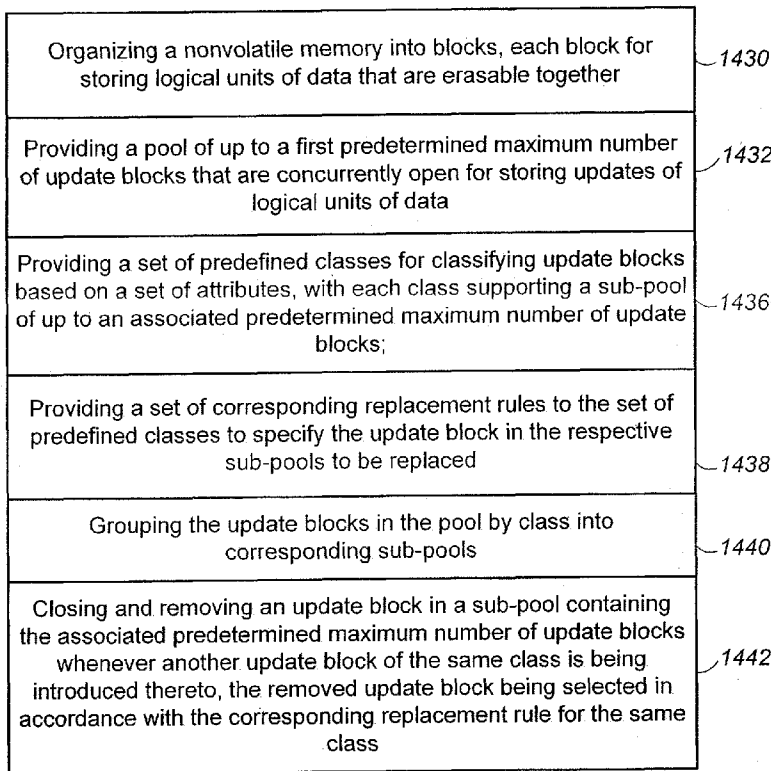 Organizing a nonvolatile memory into blocks, each block for
storing logical units of data that are erasable together
1430
Providing a pool of up to a first predetermined maximum number
of update blocks that are concurrently open for storing updates of
logical units of data
1432
Providing a set of predefined classes for classifying update blocks
based on a set of attributes, with each class supporting a sub-pool
of up to an associated predetermined maximum number of update
blocks;
1436
Providing a set of corresponding replacement rules to the set of
predefined classes to specify the update block in the respective
sub-pools to be replaced
1438
Grouping the update blocks in the pool by class into
corresponding sub-pools
1440
Closing and removing an update block in a sub-pool containing
the associated predetermined maximum number of update blocks
whenever another update block of the same class is being
introduced thereto, the removed update block being selected in
accordance with the corresponding replacement rule for the same
class
1442